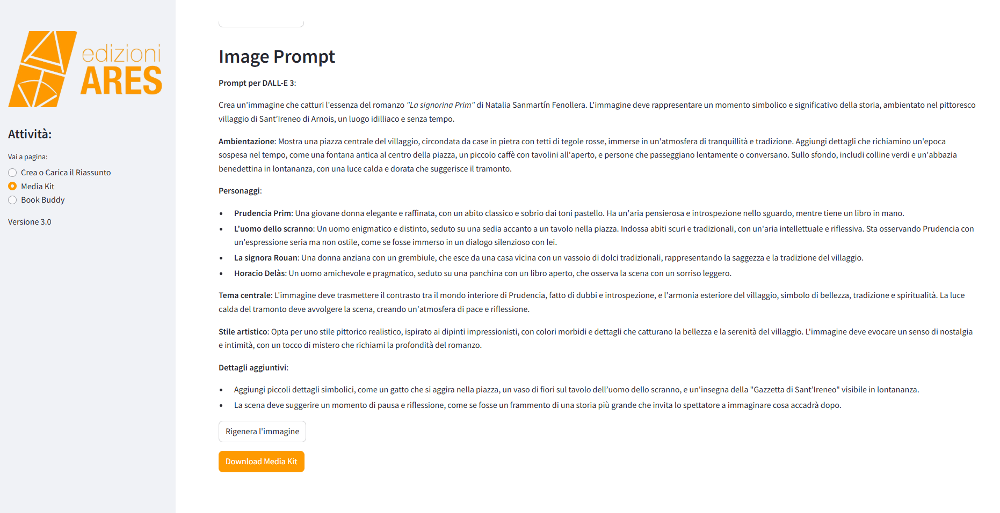 edizioni
ARES
Attività:
Vai a pagina:
Crea o Carica il Riassunto
Media Kit
Book Buddy
Versione 3.0
Image Prompt
Prompt per DALL-E 3:
Crea un'immagine che catturi l'essenza del romanzo "La signorina Prim" di Natalia Sanmartín Fenollera. L'immagine deve rappresentare un momento simbolico e significativo della storia, ambientato nel pittoresco
villaggio di Sant’Ireneo di Arnois, un luogo idilliaco e senza tempo.
Ambientazione: Mostra una piazza centrale del villaggio, circondata da case in pietra con tetti di tegole rosse, immerse in un'atmosfera di tranquillità e tradizione. Aggiungi dettagli che richiamino un'epoca
sospesa nel tempo, come una fontana antica al centro della piazza, un piccolo caffè con tavolini all'aperto, e persone che passeggiano lentamente o conversano. Sullo sfondo, includi colline verdi e un'abbazia
benedettina in lontananza, con una luce calda e dorata che suggerisce il tramonto.
Personaggi:
• Prudencia Prim: Una giovane donna elegante e raffinata, con un abito classico e sobrio dai toni pastello. Ha un'aria pensierosa e introspezione nello sguardo, mentre tiene un libro in mano.
• L’uomo dello scranno: Un uomo enigmatico e distinto, seduto su una sedia accanto a un tavolo nella piazza. Indossa abiti scuri e tradizionali, con un'aria intellettuale e riflessiva. Sta osservando Prudencia con
un'espressione seria ma non ostile, come se fosse immerso in un dialogo silenzioso con lei.
• La signora Rouan: Una donna anziana con un grembiule, che esce da una casa vicina con un vassoio di dolci tradizionali, rappresentando la saggezza e la tradizione del villaggio.
• Horacio Delàs: Un uomo amichevole e pragmatico, seduto su una panchina con un libro aperto, che osserva la scena con un sorriso leggero.
Tema centrale: L'immagine deve trasmettere il contrasto tra il mondo interiore di Prudencia, fatto di dubbi e introspezione, e l'armonia esteriore del villaggio, simbolo di bellezza, tradizione e spiritualità. La luce
calda del tramonto deve avvolgere la scena, creando un'atmosfera di pace e riflessione.
Stile artistico: Opta per uno stile pittorico realistico, ispirato ai dipinti impressionisti, con colori morbidi e dettagli che catturano la bellezza e la serenità del villaggio. L'immagine deve evocare un senso di nostalgia
e intimità, con un tocco di mistero che richiami la profondità del romanzo.
Dettagli aggiuntivi:
• Aggiungi piccoli dettagli simbolici, come un gatto che si aggira nella piazza, un vaso di fiori sul tavolo dell’uomo dello scranno, e un'insegna della "Gazzetta di Sant’Ireneo" visibile in lontananza.
• La scena deve suggerire un momento di pausa e riflessione, come se fosse un frammento di una storia più grande che invita lo spettatore a immaginare cosa accadrà dopo.
Rigenera l'immagine
Download Media Kit